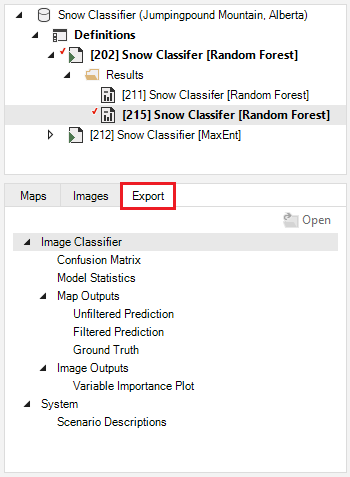 Snow Classifier (Jumpingpound Mountain, Alberta)
Definitions
[202] Snow Classifer [Random Forest]
Results
[211] Snow Classifer [Random Forest]
[215] Snow Classifer [Random Forest]
[212] Snow Classifier [MaxEnt]
Maps Images Export
Open
Image Classifier
Confusion Matrix
Model Statistics
Map Outputs
Unfiltered Prediction
Filtered Prediction
Ground Truth
Image Outputs
Variable Importance Plot
System
Scenario Descriptions